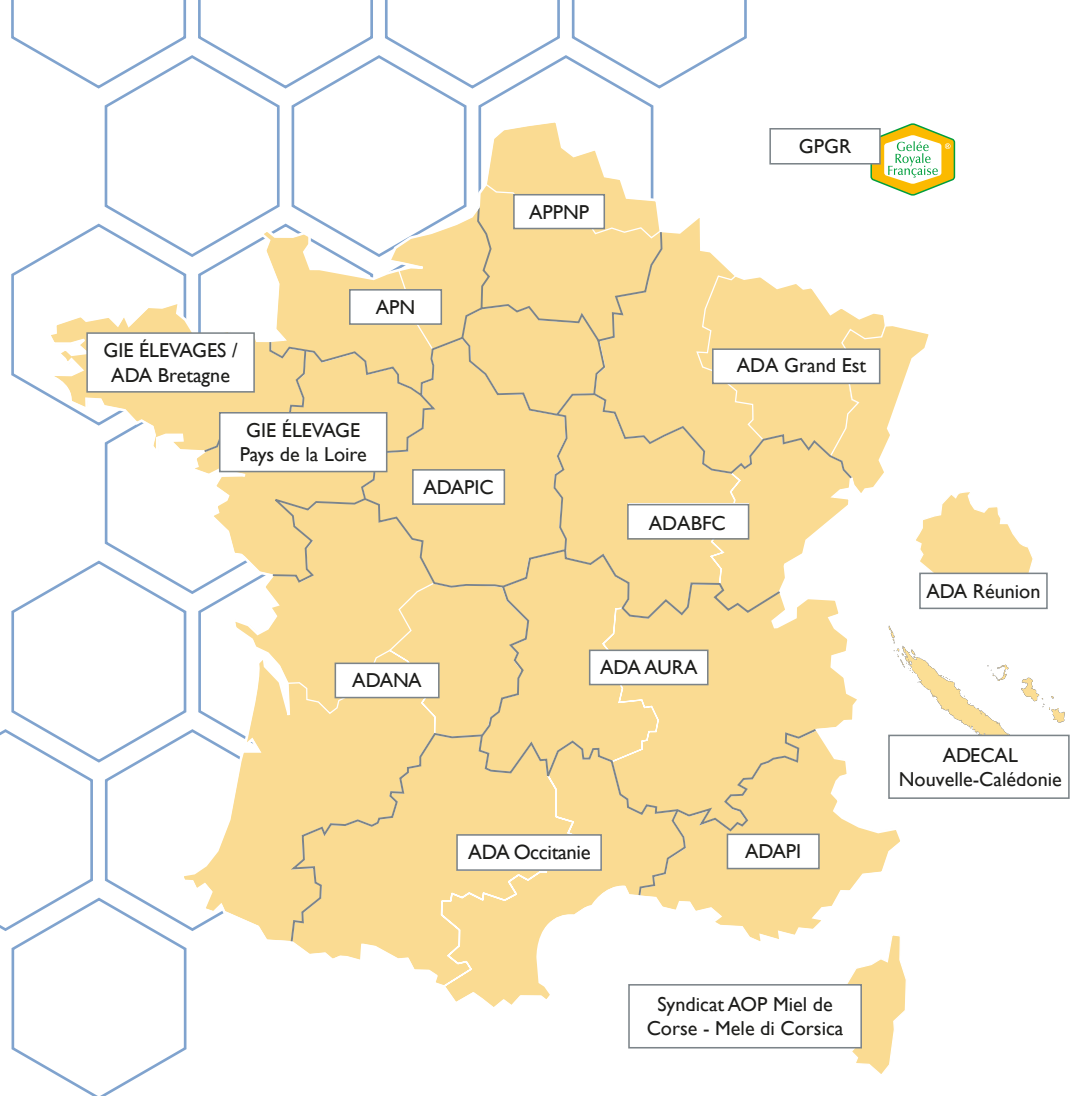 GPGR
Gelée
Royale
Française
®
APPNP
APN
GIE ÉLEVAGES /
ADA Bretagne
ADA Grand Est
GIE ÉLEVAGE
Pays de la Loire
ADAPIC
ADABFC
ADA Réunion
ADANA
ADA AURA
ADECAL
Nouvelle-Calédonie
ADA Occitanie
ADAPI
Syndicat AOP Miel de
Corse - Mele di Corsica